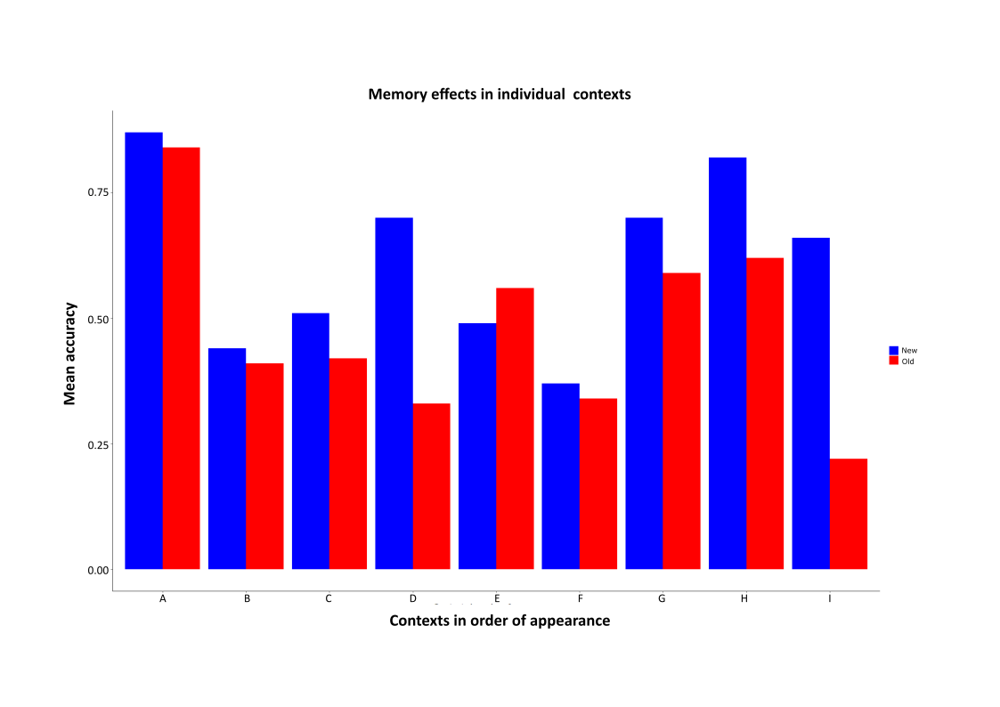 Memory effects in individual  contexts
0.75
0.50
0.25
0.00
Mean accuracy
New
Old
A B C D E F G H I
Contexts in order of appearance